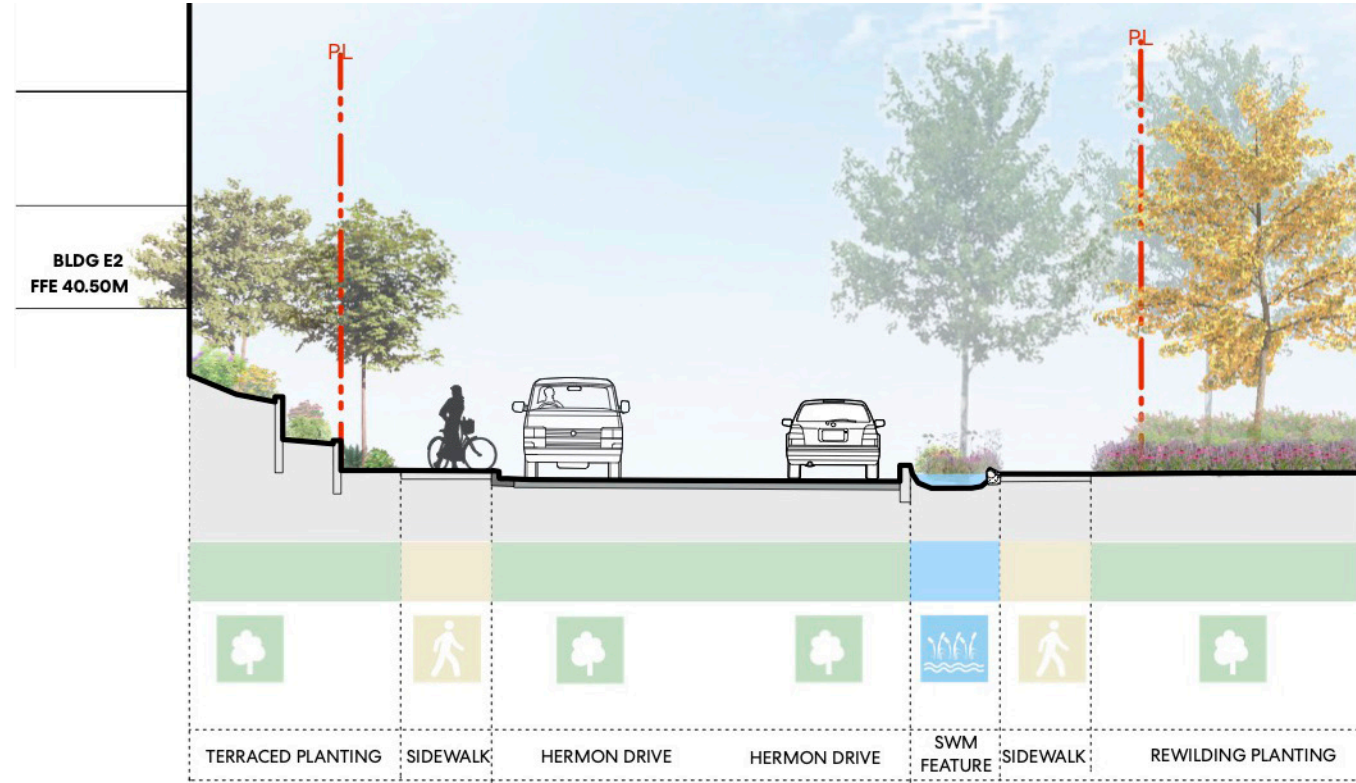 PL
PL
BLDG E2
FFE 40.50M
TERRACED PLANTING
SIDEWALK
HERMON DRIVE
HERMON DRIVE
SWM
FEATURE
SIDEWALK
REWILDING PLANTING